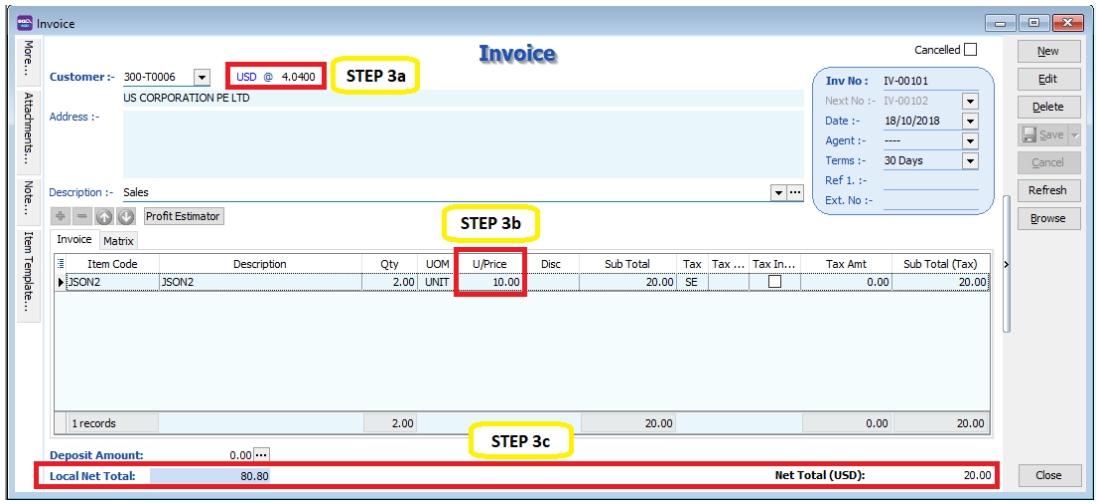 Invoice
Invoice
Cancelled
Customer :- 300-T0006 USD @ 4.0400 STEP 3a
US CORPORATION PE LTD
Address :-
Description :- Sales
Inv No : IV-00101
Next No :- IV-00102
Date :- 18/10/2018
Agent :- ----
Terms :- 30 Days
Ref 1. :-
Ext. No :-
New
Edit
Delete
Save
Cancel
Refresh
Browse
More...
Attachments...
Note...
Item Template...
Profit Estimator
STEP 3b
Invoice Matrix
Item Code Description Qty UOM U/Price Disc Sub Total Tax Tax ... Tax In... Tax Amt Sub Total (Tax)
JSON2 JSON2 2.00 UNIT 10.00 20.00 SE 0.00 20.00
1 records 2.00 20.00 0.00 20.00
STEP 3c
Deposit Amount: 0.00 ...
Local Net Total: 80.80 Net Total (USD): 20.00
Close